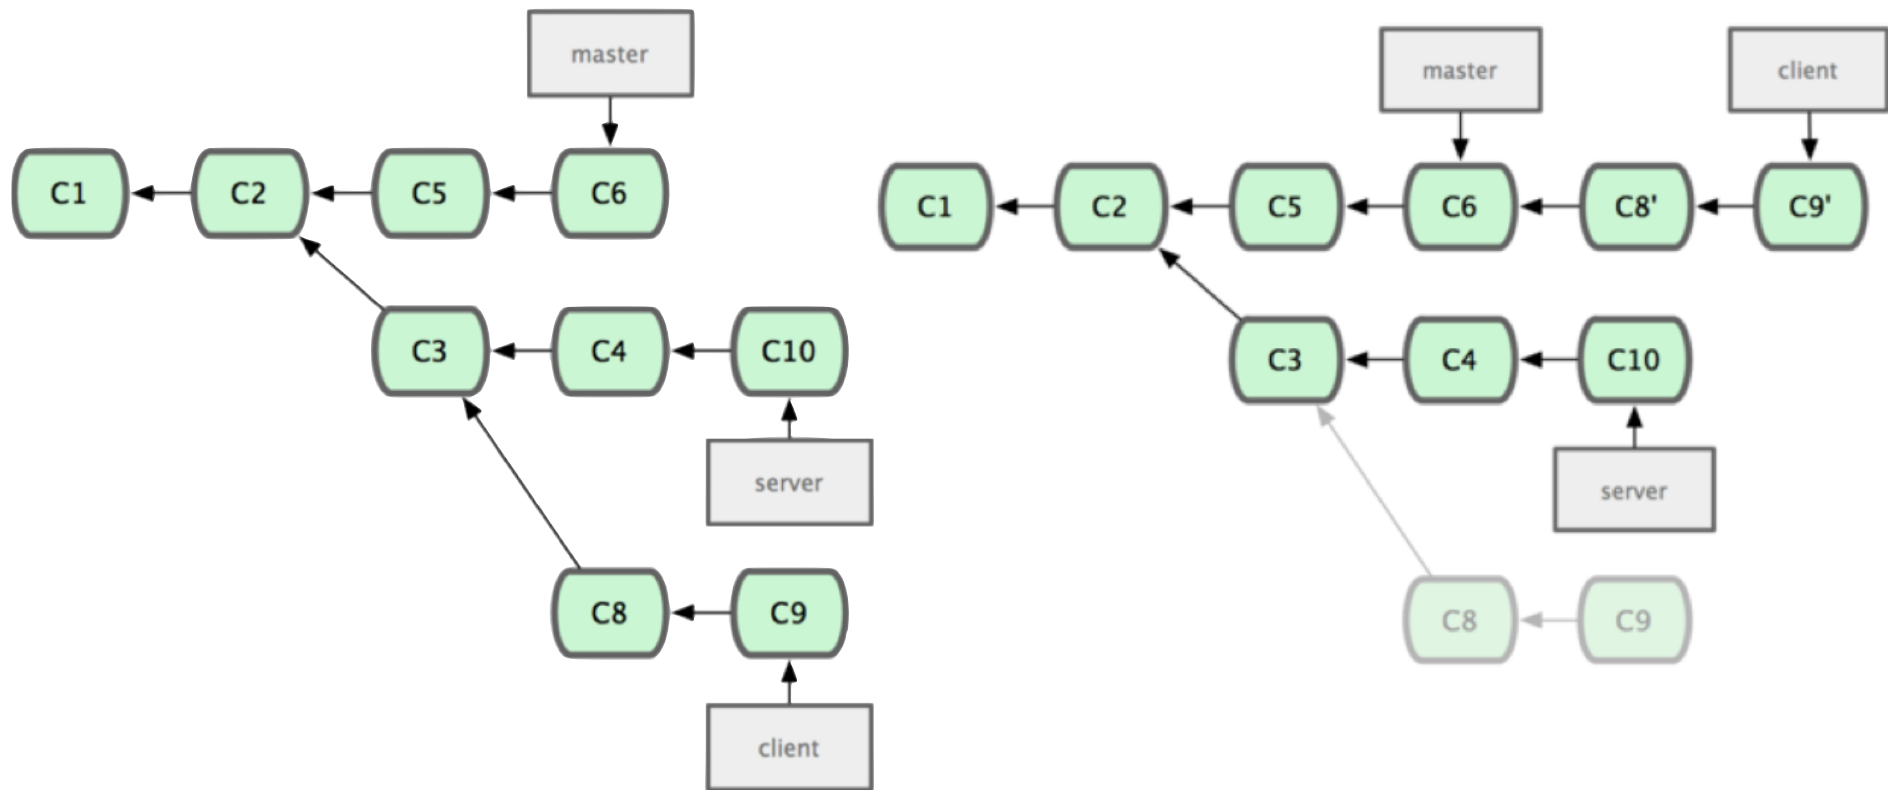 master
C1
C2
C5
C6
C3
C4
C10
server
C8
C9
client
master
client
C1
C2
C5
C6
C8'
C9'
C3
C4
C10
server
C8
C9